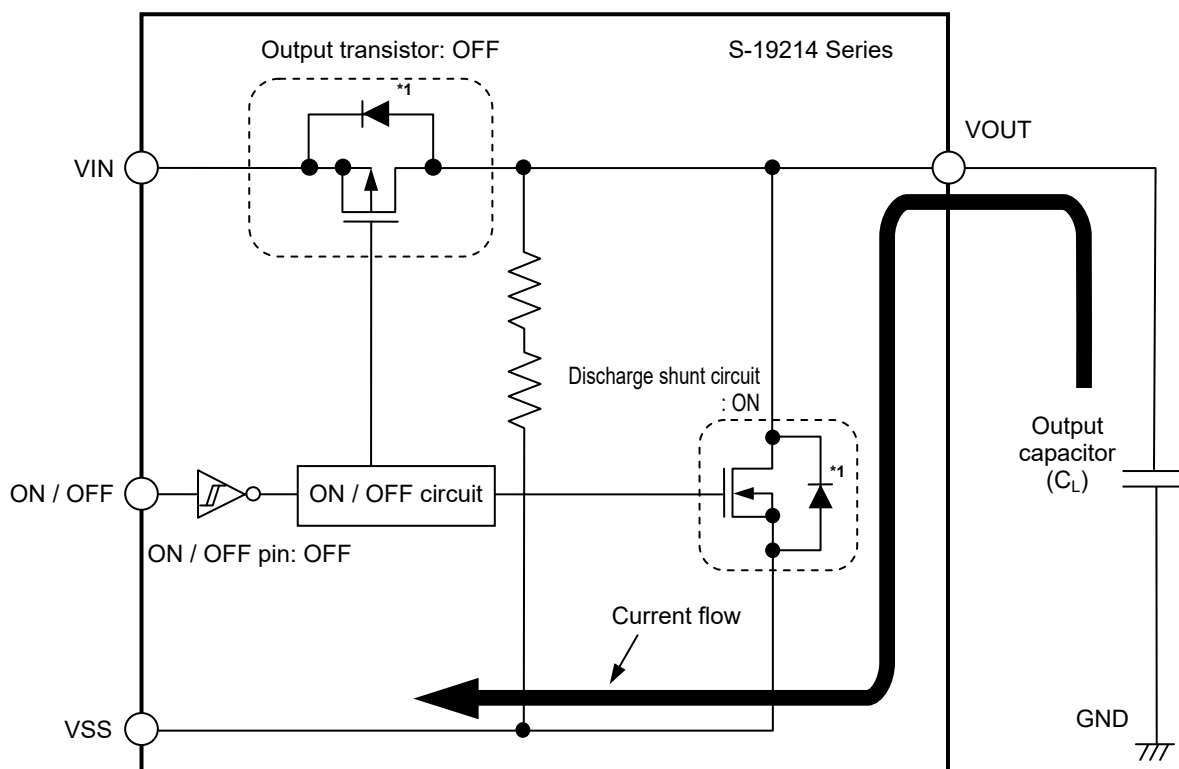 Output transistor: OFF
S-19214 Series
*1
VOUT
VIN
Discharge shunt circuit
: ON
*1
Output
capacitor
(CL)
ON / OFF
ON / OFF circuit
ON / OFF pin: OFF
Current flow
GND
VSS